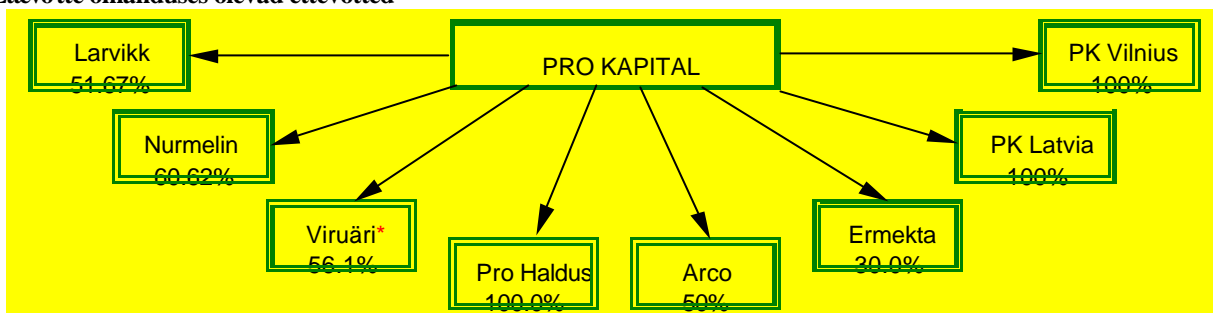 Larvikk
51.67%
PRO KAPITAL
PK Vilnius
100%
Nurmelin
60.62%
PK Latvia
100%
Viruäri*
56.1%
Ermekta
30.0%
Pro Haldus
100.0%
Arco
50%